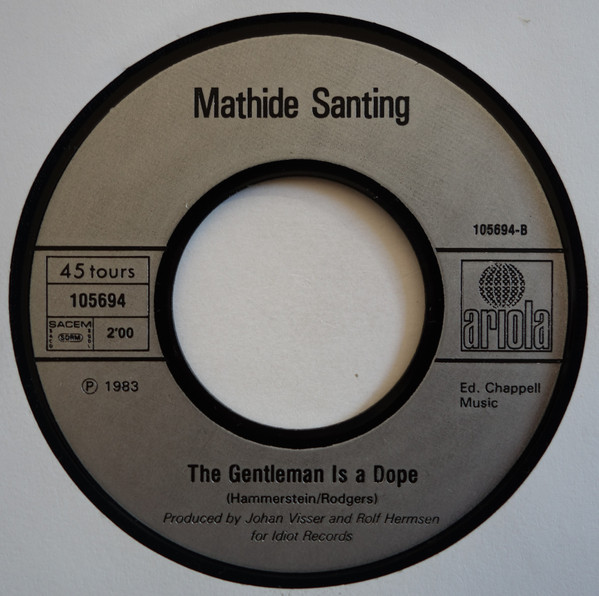 Mathide Santing
105694-B
45 tours
105694
SACEM
SDRM
2'00
ariola
Ⓟ 1983
Ed. Chappell
Music
The Gentleman Is a Dope
(Hammerstein/Rodgers)
Produced by Johan Visser and Rolf Hermsen
for Idiot Records